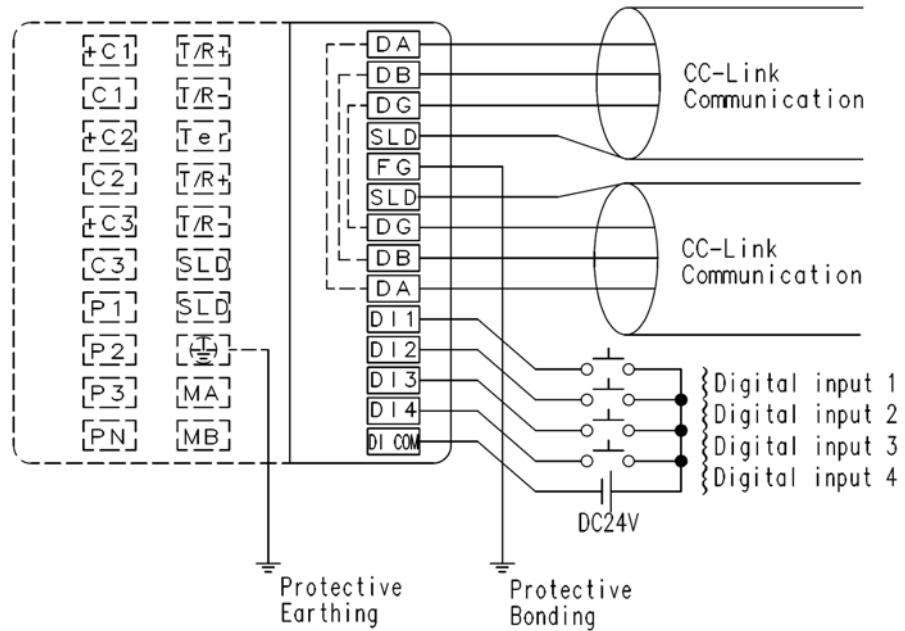 +C1
C1
+C2
C2
+C3
C3
P1
P2
P3
PN
T/R+
T/R-
Ter
T/R+
T/R-
SLD
SLD
MA
MB
DA
DB
DG
SLD
FG
SLD
DG
DB
DA
DI1
DI2
DI3
DI4
DI COM
CC-Link
Communication
CC-Link
Communication
Digital input 1
Digital input 2
Digital input 3
Digital input 4
DC24V
Protective
Earthing
Protective
Bonding